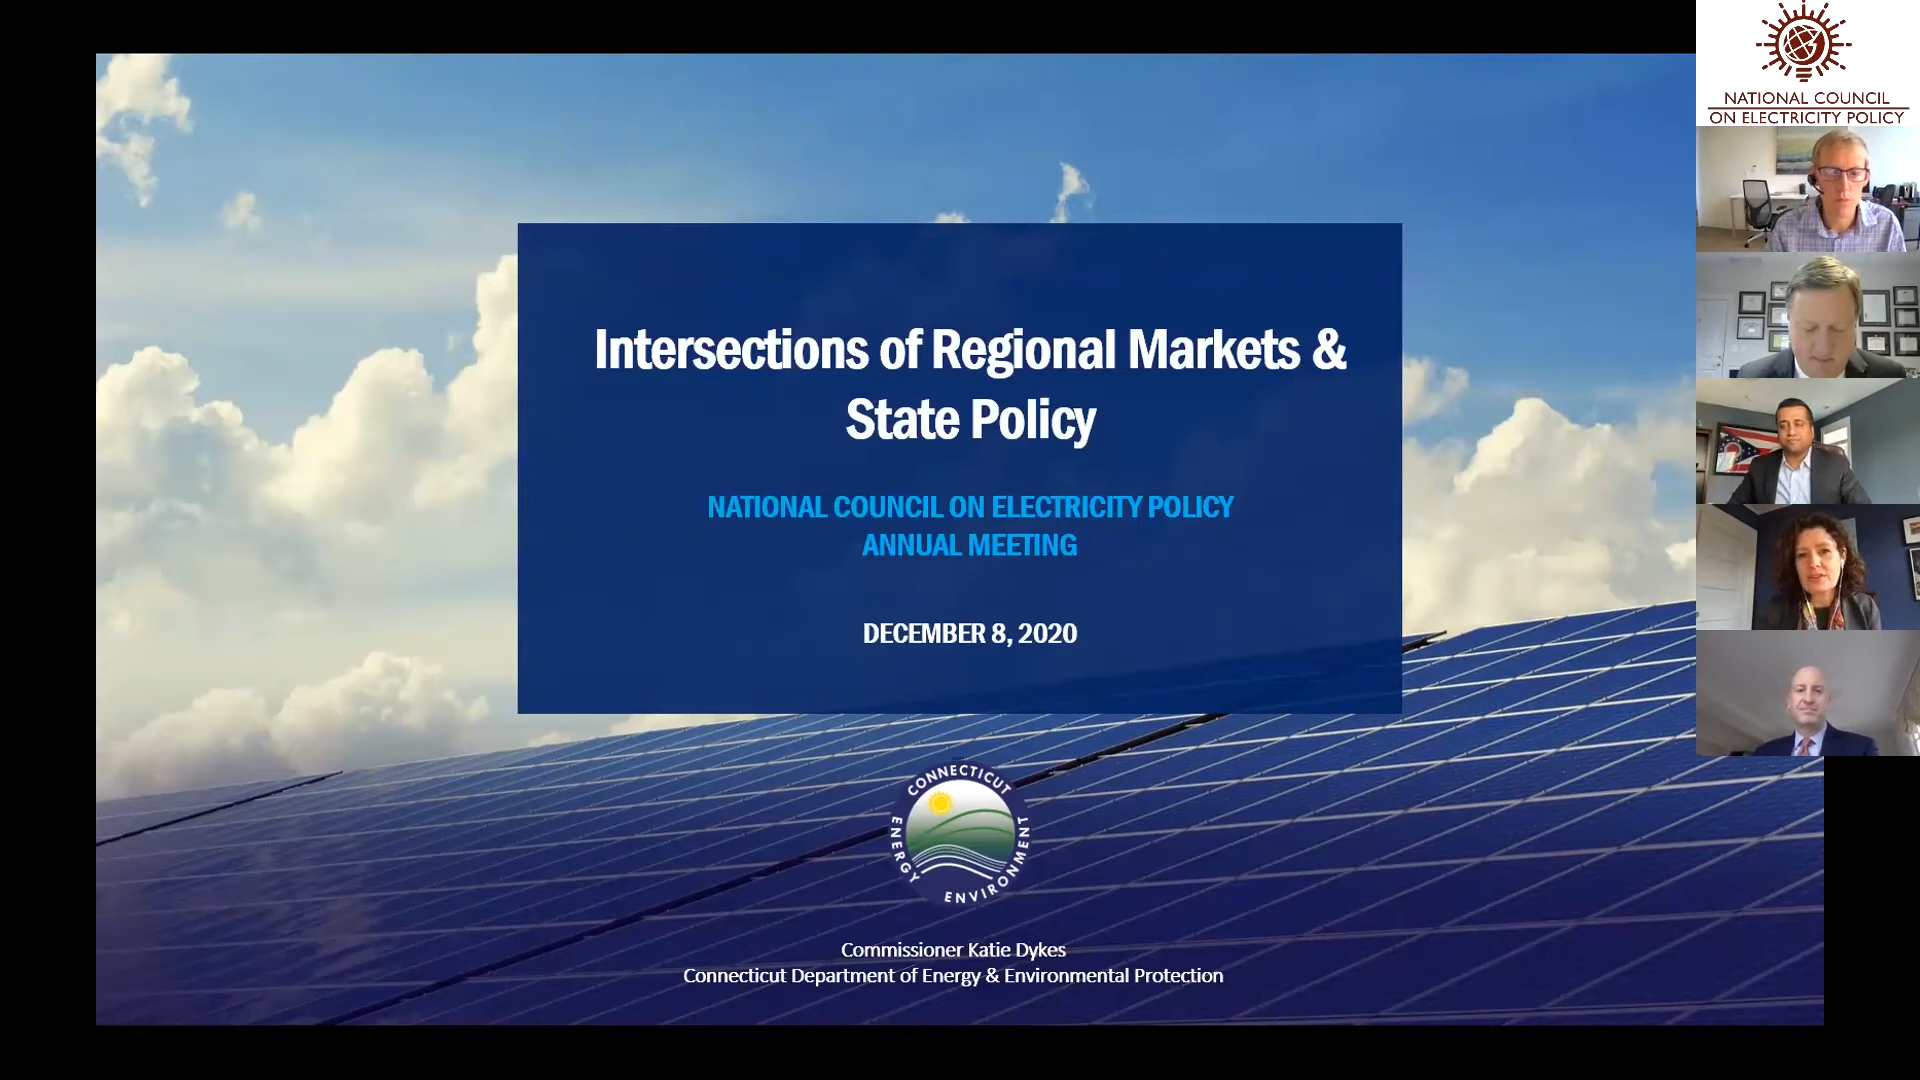 NATIONAL COUNCIL
ON ELECTRICITY POLICY
Intersections of Regional Markets &
State Policy
NATIONAL COUNCIL ON ELECTRICITY POLICY
ANNUAL MEETING
DECEMBER 8, 2020
CONNECTICUT
ENERGY
ENVIRONMENT
Commissioner Katie Dykes
Connecticut Department of Energy & Environmental Protection